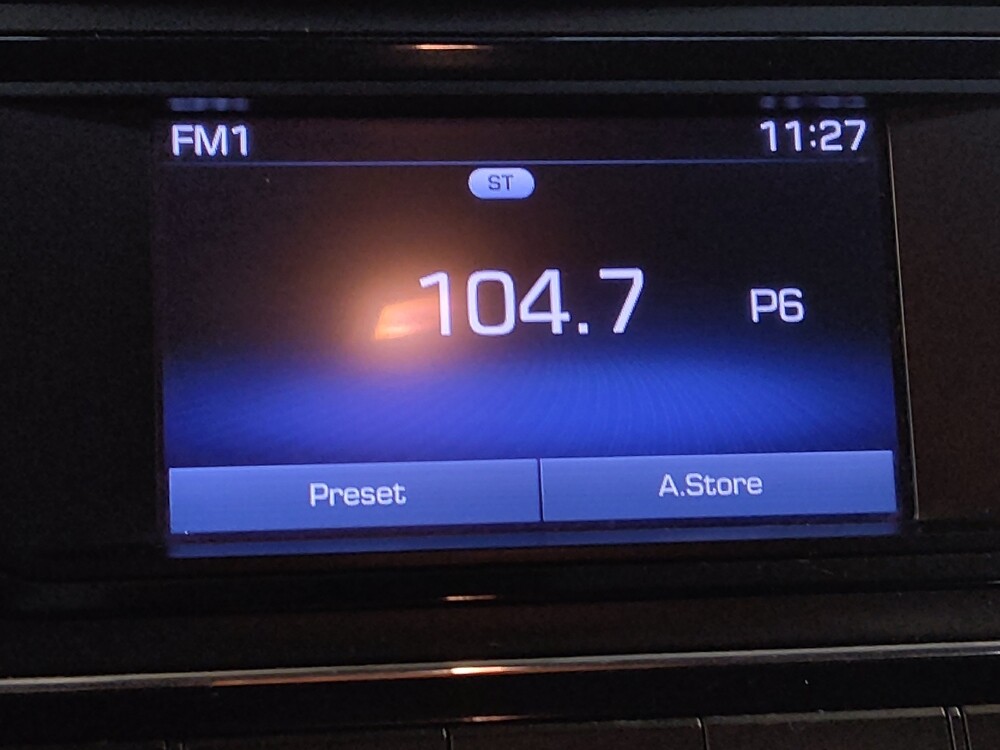 FM1 11:27
ST
104.7 P6
Preset A.Store